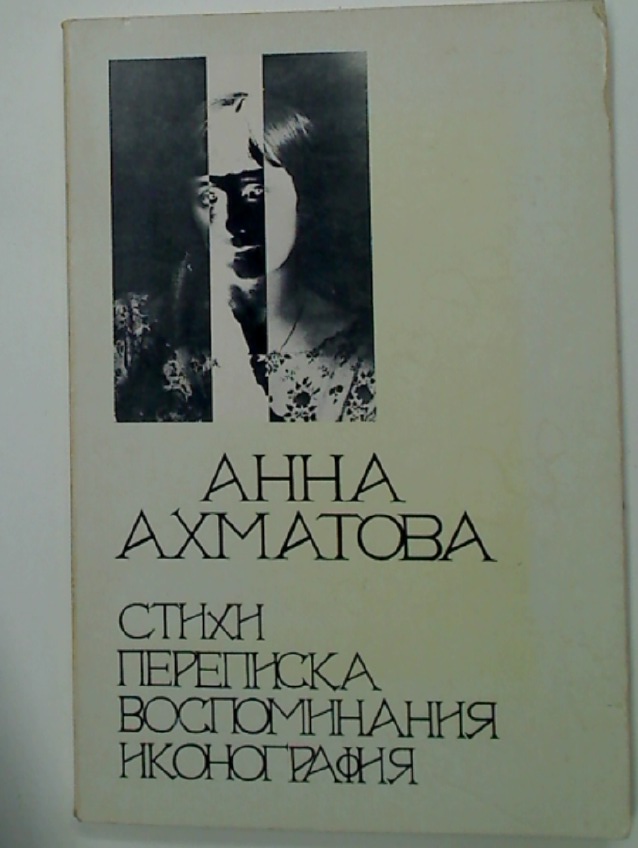 АННА
АХМАТОВА
СТИХИ
ПЕРЕПИСКА
ВОСПОМИНАНИЯ
ИКОНОГРАФИЯ